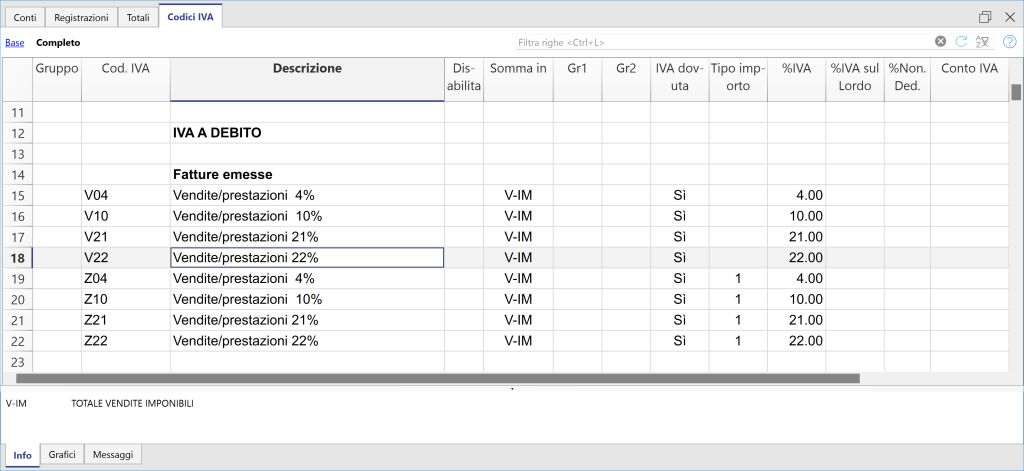 Conti Registrazioni Totali Codici IVA
Base Completo Filtra righe <Ctrl+L>
Gruppo Cod. IVA Descrizione Dis-abilita Somma in Gr1 Gr2 IVA dov-uta Tipo imp-orto %IVA %IVA sul Lordo %Non. Ded. Conto IVA
11
12 IVA A DEBITO
13
14 Fatture emesse
15 V04 Vendite/prestazioni 4% V-IM Sì 4.00
16 V10 Vendite/prestazioni 10% V-IM Sì 10.00
17 V21 Vendite/prestazioni 21% V-IM Sì 21.00
18 V22 Vendite/prestazioni 22% V-IM Sì 22.00
19 Z04 Vendite/prestazioni 4% V-IM Sì 1 4.00
20 Z10 Vendite/prestazioni 10% V-IM Sì 1 10.00
21 Z21 Vendite/prestazioni 21% V-IM Sì 1 21.00
22 Z22 Vendite/prestazioni 22% V-IM Sì 1 22.00
23
V-IM TOTALE VENDITE IMPONIBILI
Info Grafici Messaggi